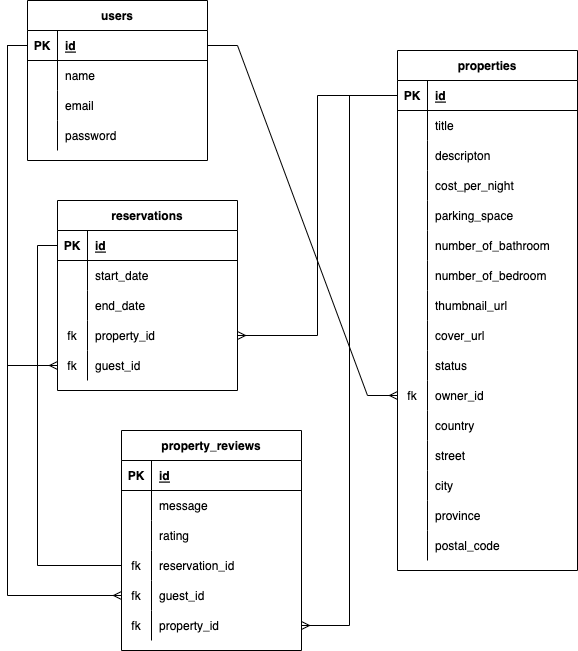 users
PK id
name
email
password
properties
PK id
title
descripton
cost_per_night
parking_space
number_of_bathroom
number_of_bedroom
thumbnail_url
cover_url
status
fk owner_id
country
street
city
province
postal_code
reservations
PK id
start_date
end_date
fk property_id
fk guest_id
property_reviews
PK id
message
rating
fk reservation_id
fk guest_id
fk property_id